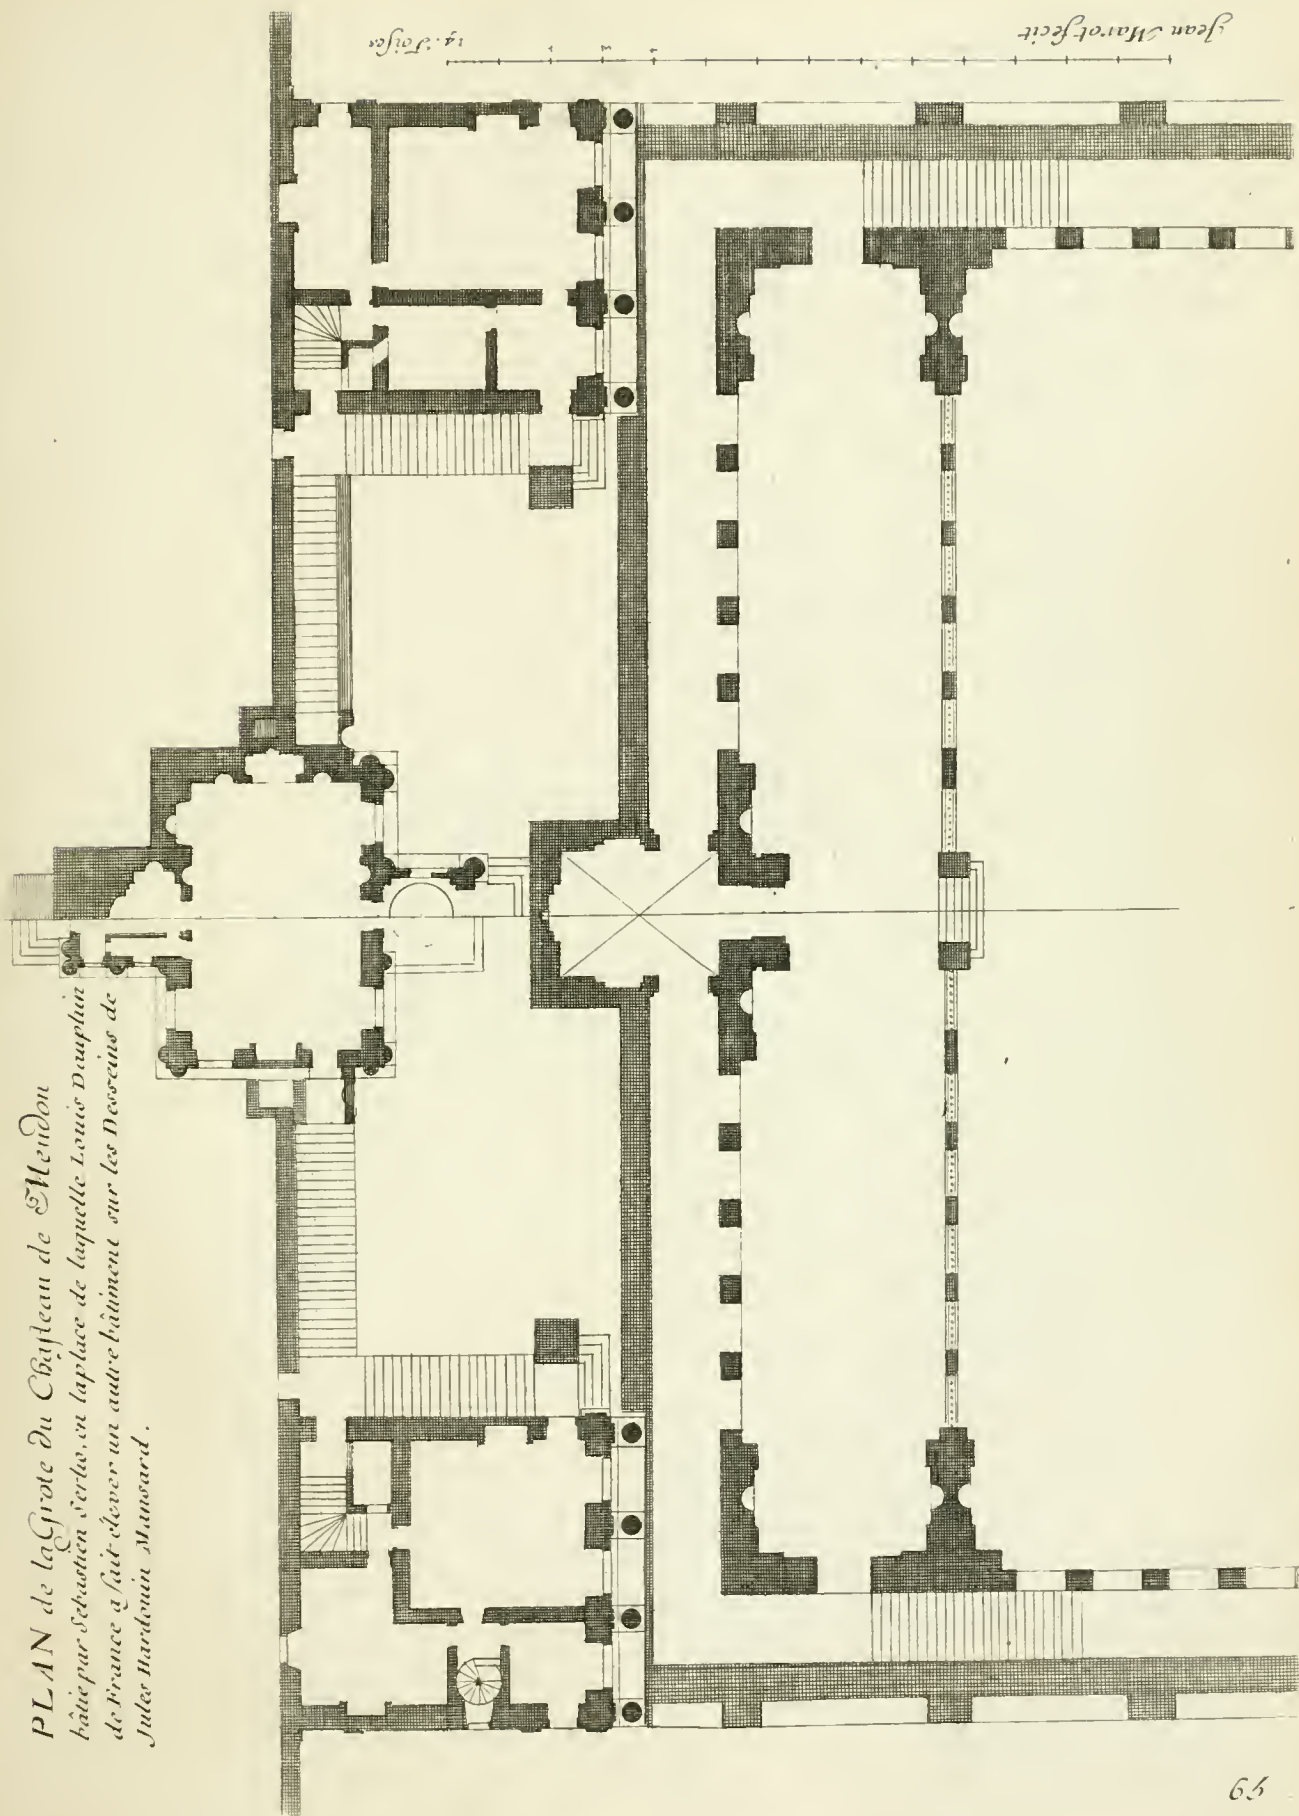 PLAN de la Grote du Chasteau de Meudon
bâtie par Sebastien Serlio, en la place de laquelle Louis Dauphin
de France a fait élever un autre bâtiment sur les Desseins de
Jules Hardouin Mansard.
14. Toises
Jean Marot fecit